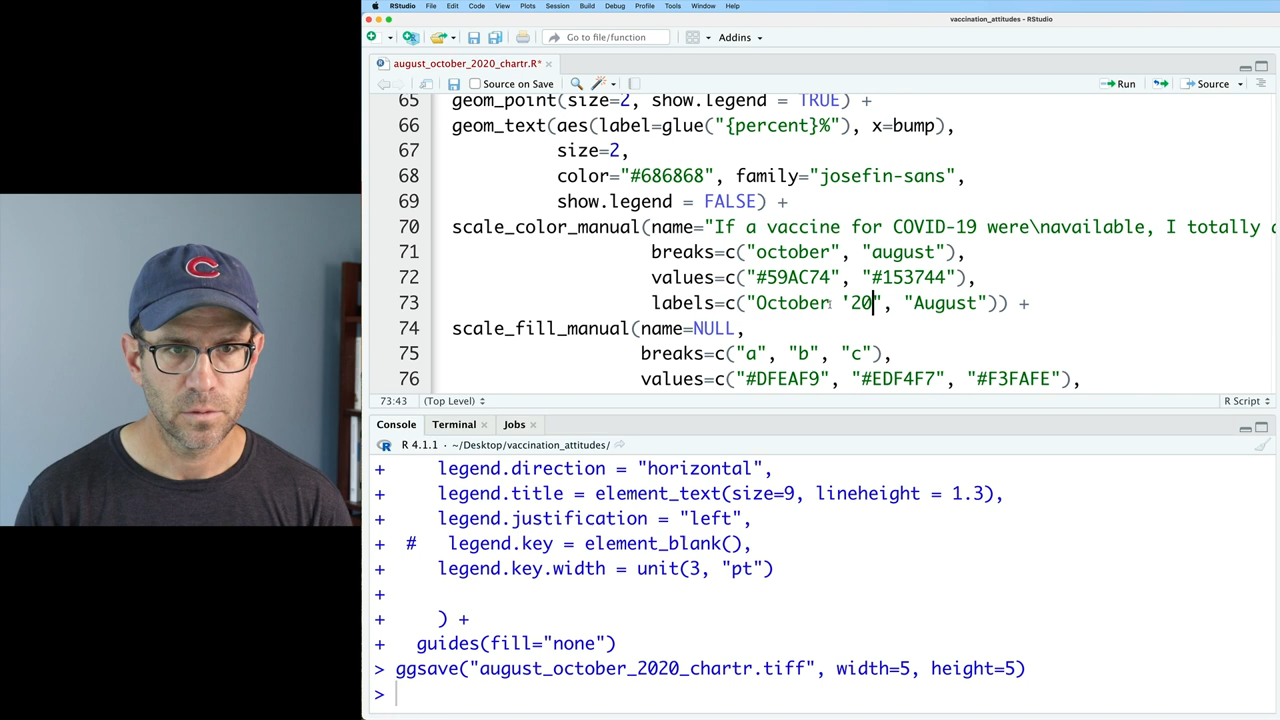 RStudio File Edit Code View Plots Session Build Debug Profile Tools Window Help
vaccination_attitudes - RStudio
Go to file/function Addins
august_october_2020_chartr.R*
Source on Save Run Source
65 geom_point(size=2, show.legend = TRUE) +
66 geom_text(aes(label=glue("{percent}%"), x=bump),
67 size=2,
68 color="#686868", family="josefin-sans",
69 show.legend = FALSE) +
70 scale_color_manual(name="If a vaccine for COVID-19 were\navailable, I totally
71 breaks=c("october", "august"),
72 values=c("#59AC74", "#153744"),
73 labels=c("October '20", "August")) +
74 scale_fill_manual(name=NULL,
75 breaks=c("a", "b", "c"),
76 values=c("#DFEAF9", "#EDF4F7", "#F3FAFE"),
73:43 (Top Level) R Script
Console Terminal Jobs
R 4.1.1 · ~/Desktop/vaccination_attitudes/
+ legend.direction = "horizontal",
+ legend.title = element_text(size=9, lineheight = 1.3),
+ legend.justification = "left",
+ # legend.key = element_blank(),
+ legend.key.width = unit(3, "pt")
+
+ ) +
+ guides(fill="none")
> ggsave("august_october_2020_chartr.tiff", width=5, height=5)
>